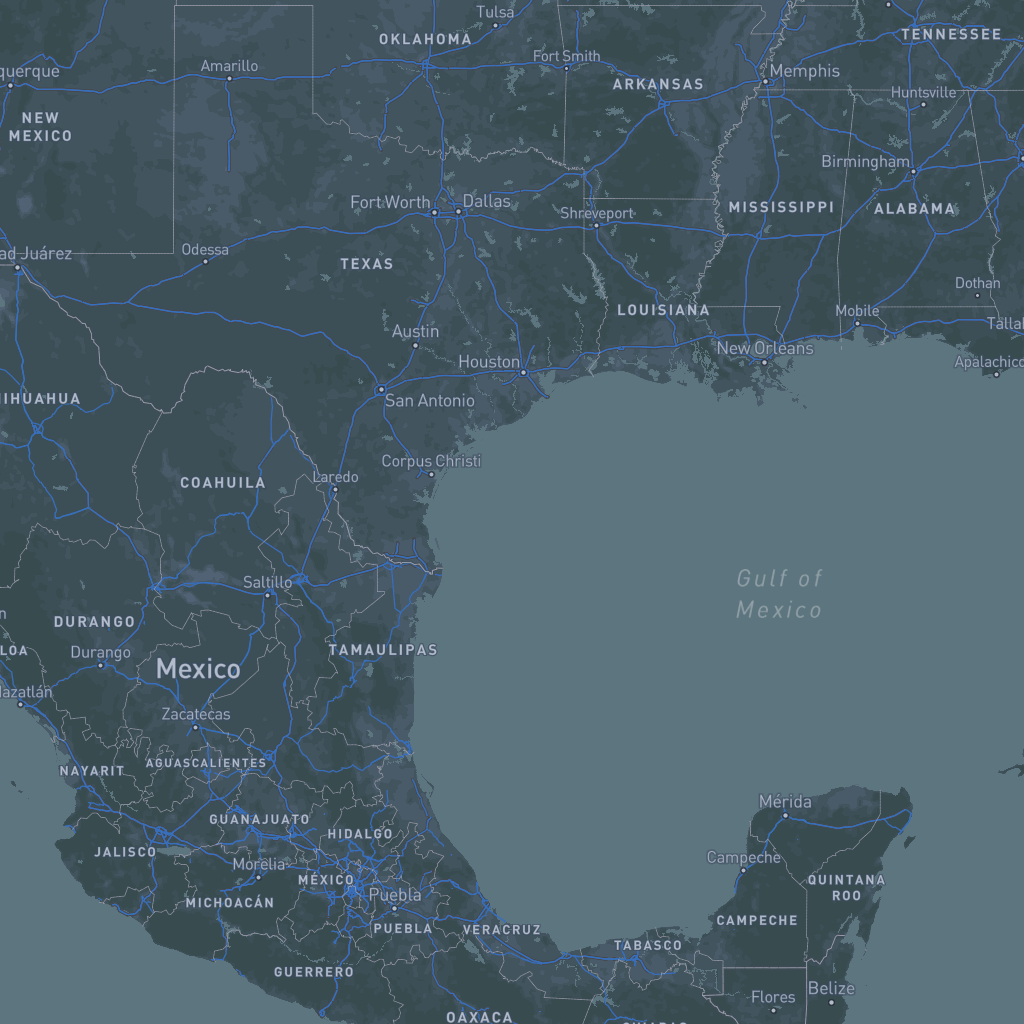 Tulsa
OKLAHOMA
TENNESSEE
Fort Smith
querque
Amarillo
Memphis
ARKANSAS
Huntsville
NEW
MEXICO
Birmingham
Fort Worth
Dallas
Shreveport
MISSISSIPPI
ALABAMA
ad Juárez
Odessa
TEXAS
Dothan
LOUISIANA
Mobile
Tallah
Austin
New Orleans
Houston
Apalachico
IHUAHUA
San Antonio
Corpus Christi
COAHUILA
Laredo
Gulf of
Mexico
Saltillo
DURANGO
LOA
Durango
TAMAULIPAS
Mexico
Mazatlán
Zacatecas
NAYARIT
AGUASCALIENTES
Mérida
GUANAJUATO
HIDALGO
JALISCO
Morelia
MÉXICO
Campeche
QUINTANA
ROO
Puebla
MICHOACÁN
CAMPECHE
PUEBLA
VERACRUZ
TABASCO
GUERRERO
Belize
Flores
OAXACA